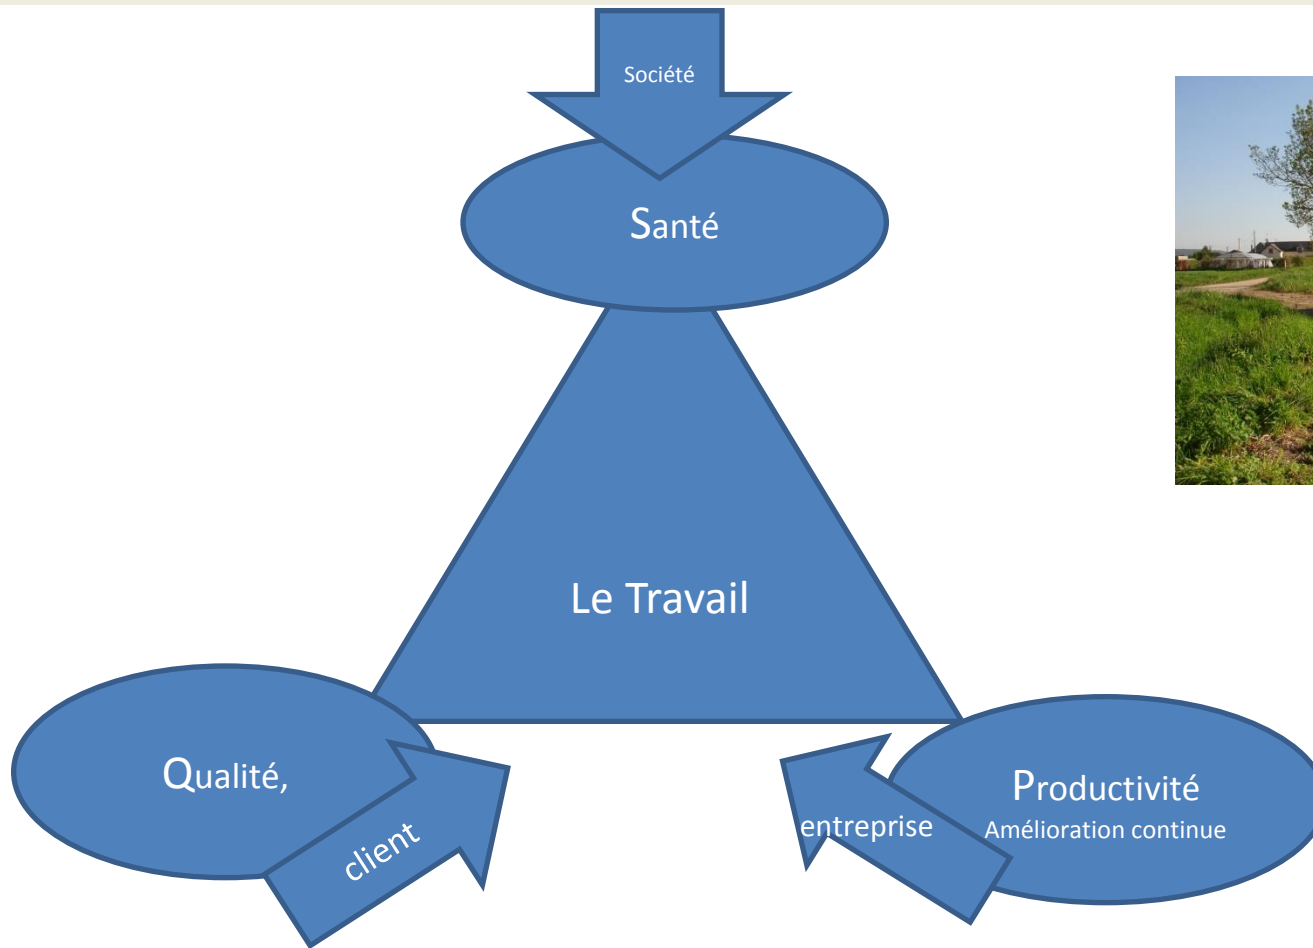 Société
Santé
Le Travail
Qualité,
client
entreprise
Productivité
Amélioration continue